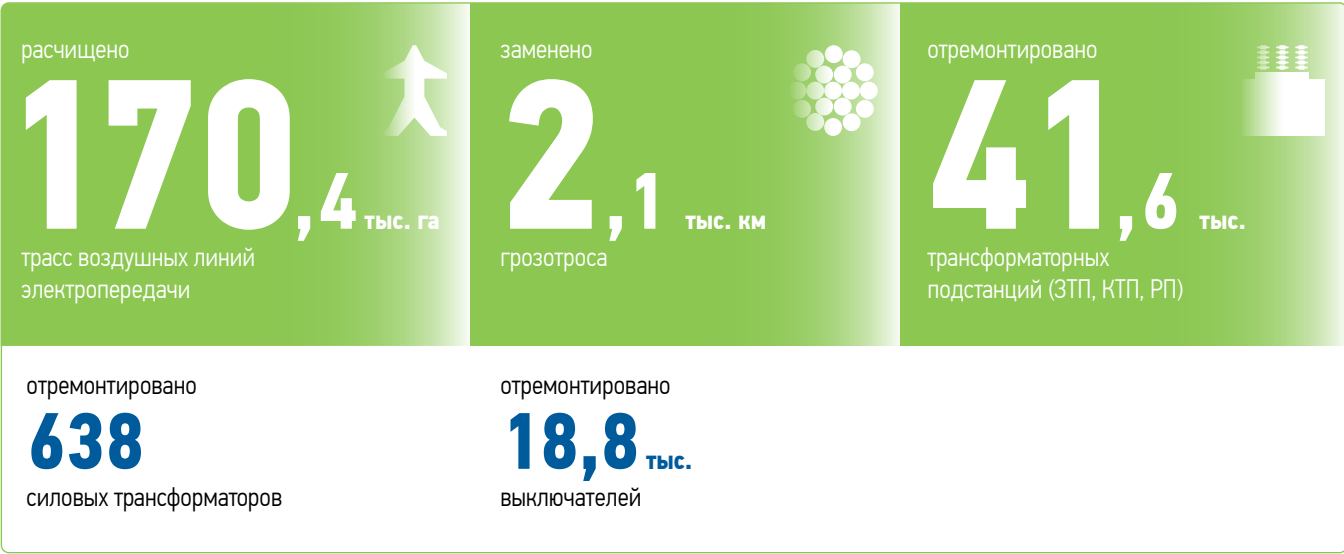 расчищено
170,4 тыс. га
трасс воздушных линий
электропередачи
заменено
2,1 тыс. км
грозотроса
отремонтировано
41,6 тыс.
трансформаторных
подстанций (ЗТП, КТП, РП)
отремонтировано
638
силовых трансформаторов
отремонтировано
18,8 тыс.
выключателей